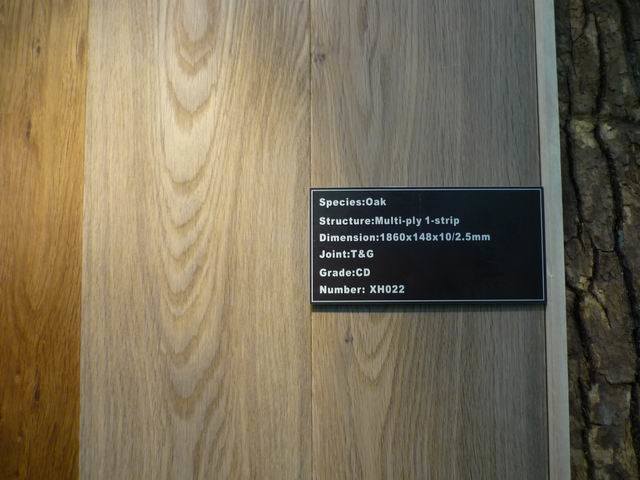 Species:Oak
Structure:Multi-ply 1-strip
Dimension:1860x148x10/2.5mm
Joint:T&G
Grade:CD
Number: XH022